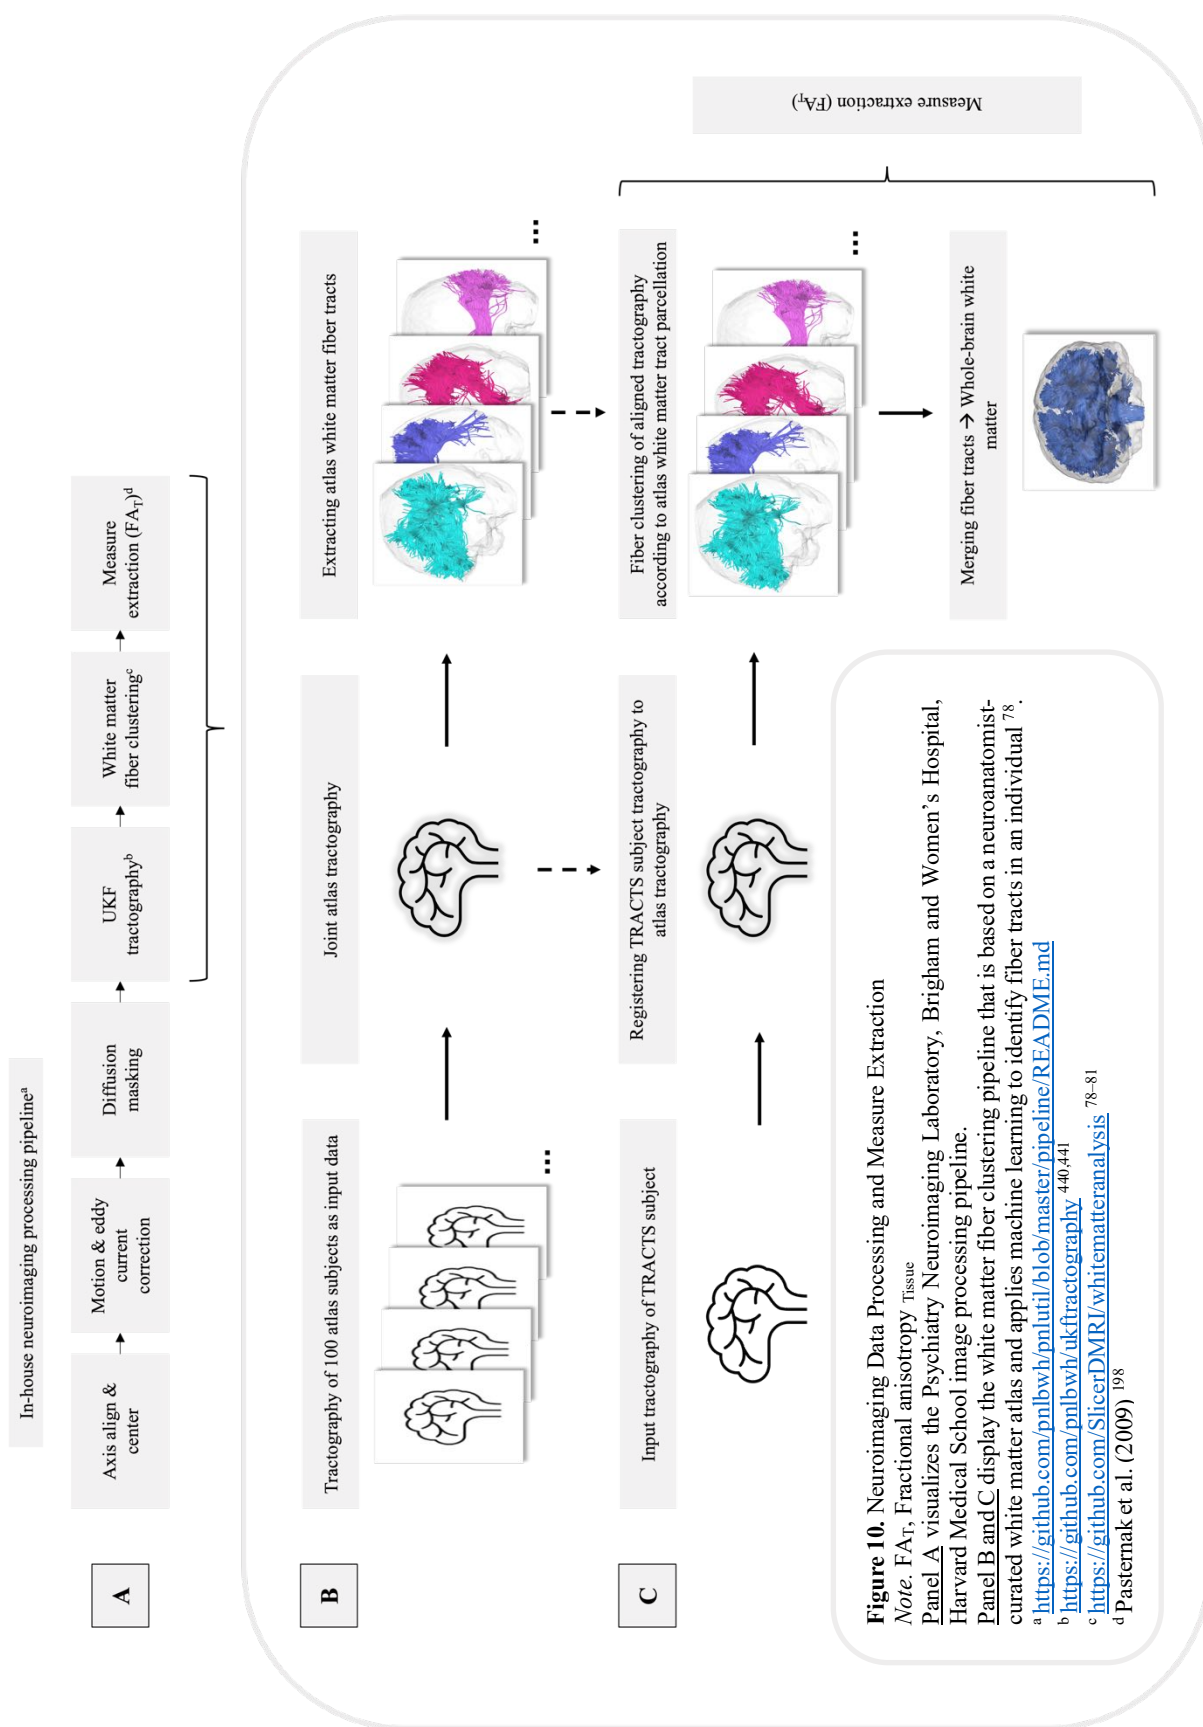 In-house neuroimaging processing pipelineᵃ
A
Axis align &
center
Motion & eddy
current
correction
Diffusion
masking
UKF
tractographyᵇ
White matter
fiber clusteringᶜ
Measure
extraction (FA_T)ᵈ
B
Tractography of 100 atlas subjects as input data
...
Joint atlas tractography
Extracting atlas white matter fiber tracts
...
C
Input tractography of TRACTS subject
Registering TRACTS subject tractography to
atlas tractography
Fiber clustering of aligned tractography
according to atlas white matter tract parcellation
...
Merging fiber tracts → Whole-brain white
matter
Measure extraction (FA_T)
Figure 10. Neuroimaging Data Processing and Measure Extraction
Note. FA_T, Fractional anisotropy Tissue
Panel A visualizes the Psychiatry Neuroimaging Laboratory, Brigham and Women's Hospital,
Harvard Medical School image processing pipeline.
Panel B and C display the white matter fiber clustering pipeline that is based on a neuroanatomist-
curated white matter atlas and applies machine learning to identify fiber tracts in an individual ⁷⁸.
ᵃ https://github.com/pnlbwh/pnlutil/blob/master/pipeline/README.md
ᵇ https://github.com/pnlbwh/ukftractography ⁴⁴⁰,⁴⁴¹
ᶜ https://github.com/SlicerDMRI/whitematteranalysis ⁷⁸–⁸¹
ᵈ Pasternak et al. (2009) ¹⁹⁸